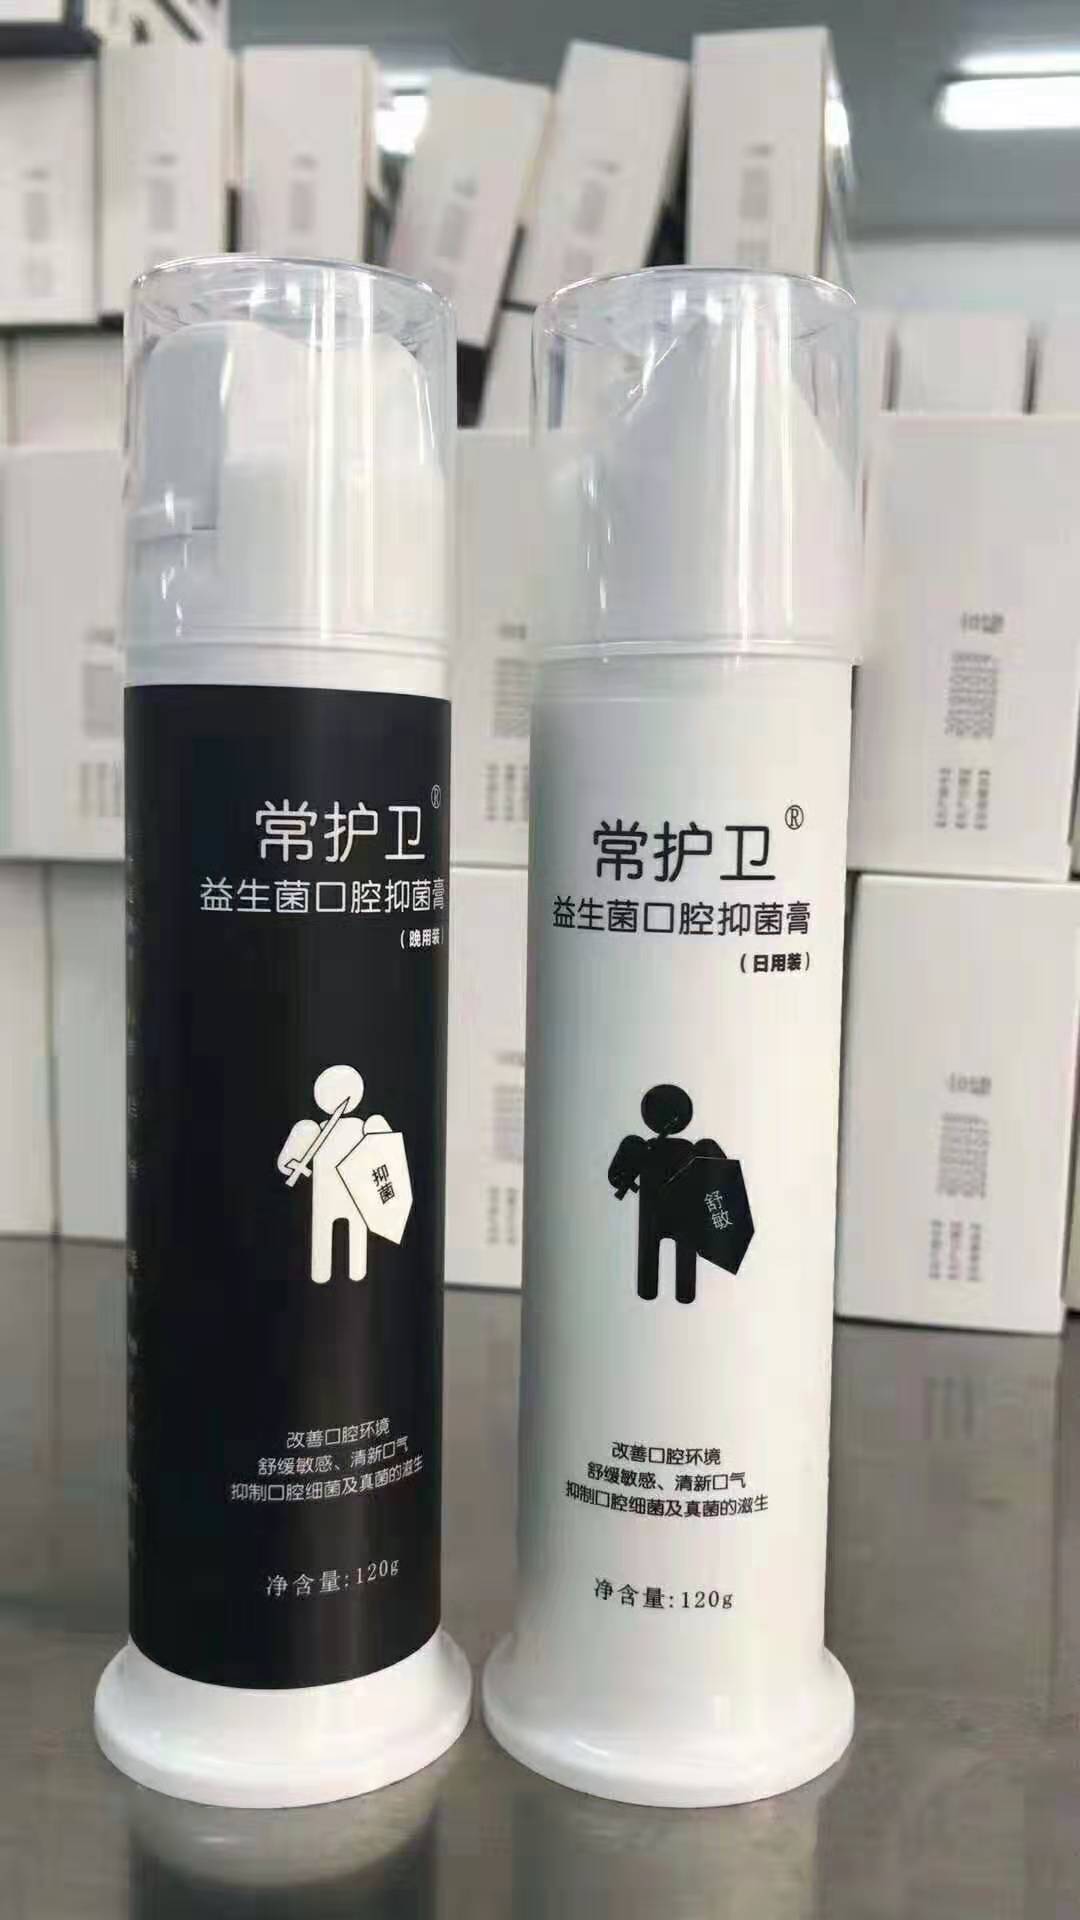 常护卫®
益生菌口腔抑菌膏
(晚用装)
抑菌
改善口腔环境
舒缓敏感、清新口气
抑制口腔细菌及真菌的滋生
净含量:120g
常护卫®
益生菌口腔抑菌膏
(日用装)
舒敏
改善口腔环境
舒缓敏感、清新口气
抑制口腔细菌及真菌的滋生
净含量:120g